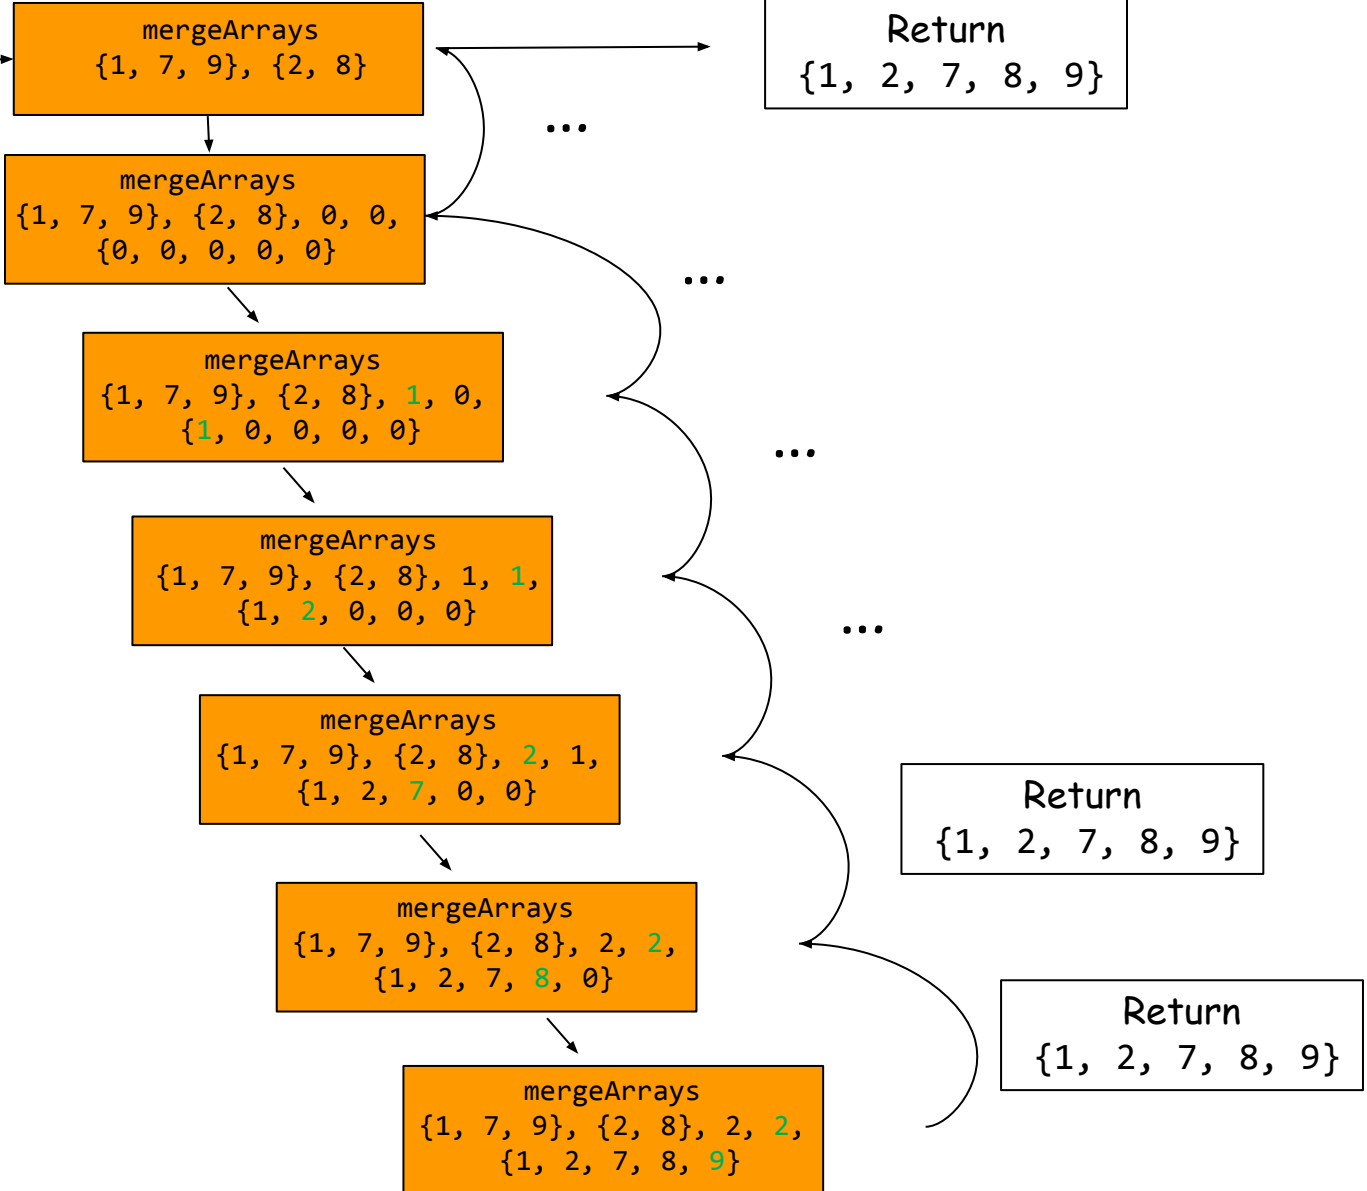 mergeArrays
{1, 7, 9}, {2, 8}
Return
{1, 2, 7, 8, 9}
...
mergeArrays
{1, 7, 9}, {2, 8}, 0, 0,
{0, 0, 0, 0, 0}
...
mergeArrays
{1, 7, 9}, {2, 8}, 1, 0,
{1, 0, 0, 0, 0}
...
mergeArrays
{1, 7, 9}, {2, 8}, 1, 1,
{1, 2, 0, 0, 0}
...
mergeArrays
{1, 7, 9}, {2, 8}, 2, 1,
{1, 2, 7, 0, 0}
Return
{1, 2, 7, 8, 9}
mergeArrays
{1, 7, 9}, {2, 8}, 2, 2,
{1, 2, 7, 8, 0}
Return
{1, 2, 7, 8, 9}
mergeArrays
{1, 7, 9}, {2, 8}, 2, 2,
{1, 2, 7, 8, 9}